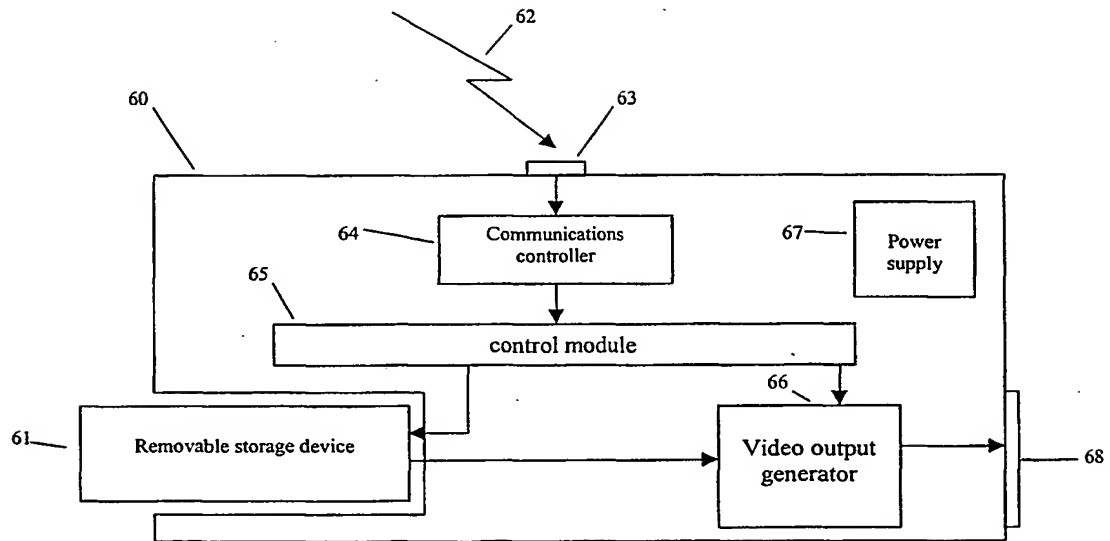 62
60
63
64
Communications
controller
67
Power
supply
65
control module
66
61
Removable storage device
Video output
generator
68